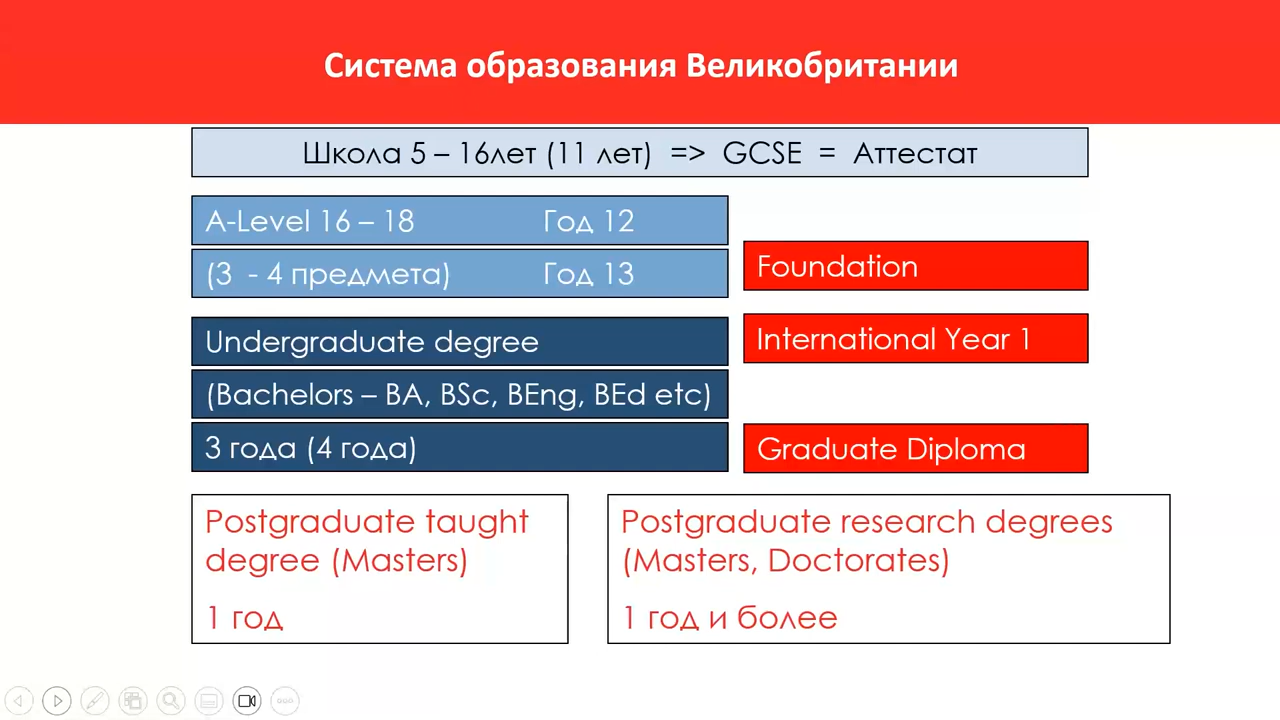 Система образования Великобритании
Школа 5 – 16лет (11 лет) => GCSE = Аттестат
A-Level 16 – 18 Год 12
(3 - 4 предмета) Год 13
Foundation
Undergraduate degree
International Year 1
(Bachelors – BA, BSc, BEng, BEd etc)
3 года (4 года)
Graduate Diploma
Postgraduate taught
degree (Masters)
1 год
Postgraduate research degrees
(Masters, Doctorates)
1 год и более